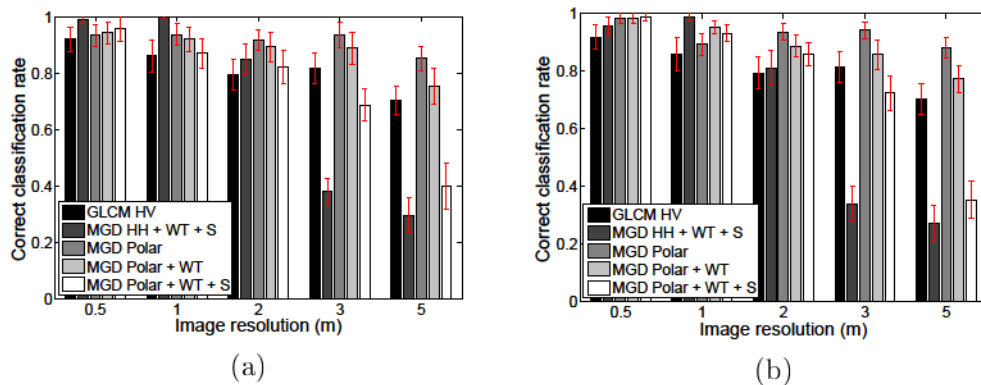 Correct classification rate
1
0.8
0.6
0.4
0.2
0
GLCM HV
MGD HH + WT + S
MGD Polar
MGD Polar + WT
MGD Polar + WT + S
0.5 1 2 3 5
Image resolution (m)
(a)
Correct classification rate
1
0.8
0.6
0.4
0.2
0
GLCM HV
MGD HH + WT + S
MGD Polar
MGD Polar + WT
MGD Polar + WT + S
0.5 1 2 3 5
Image resolution (m)
(b)